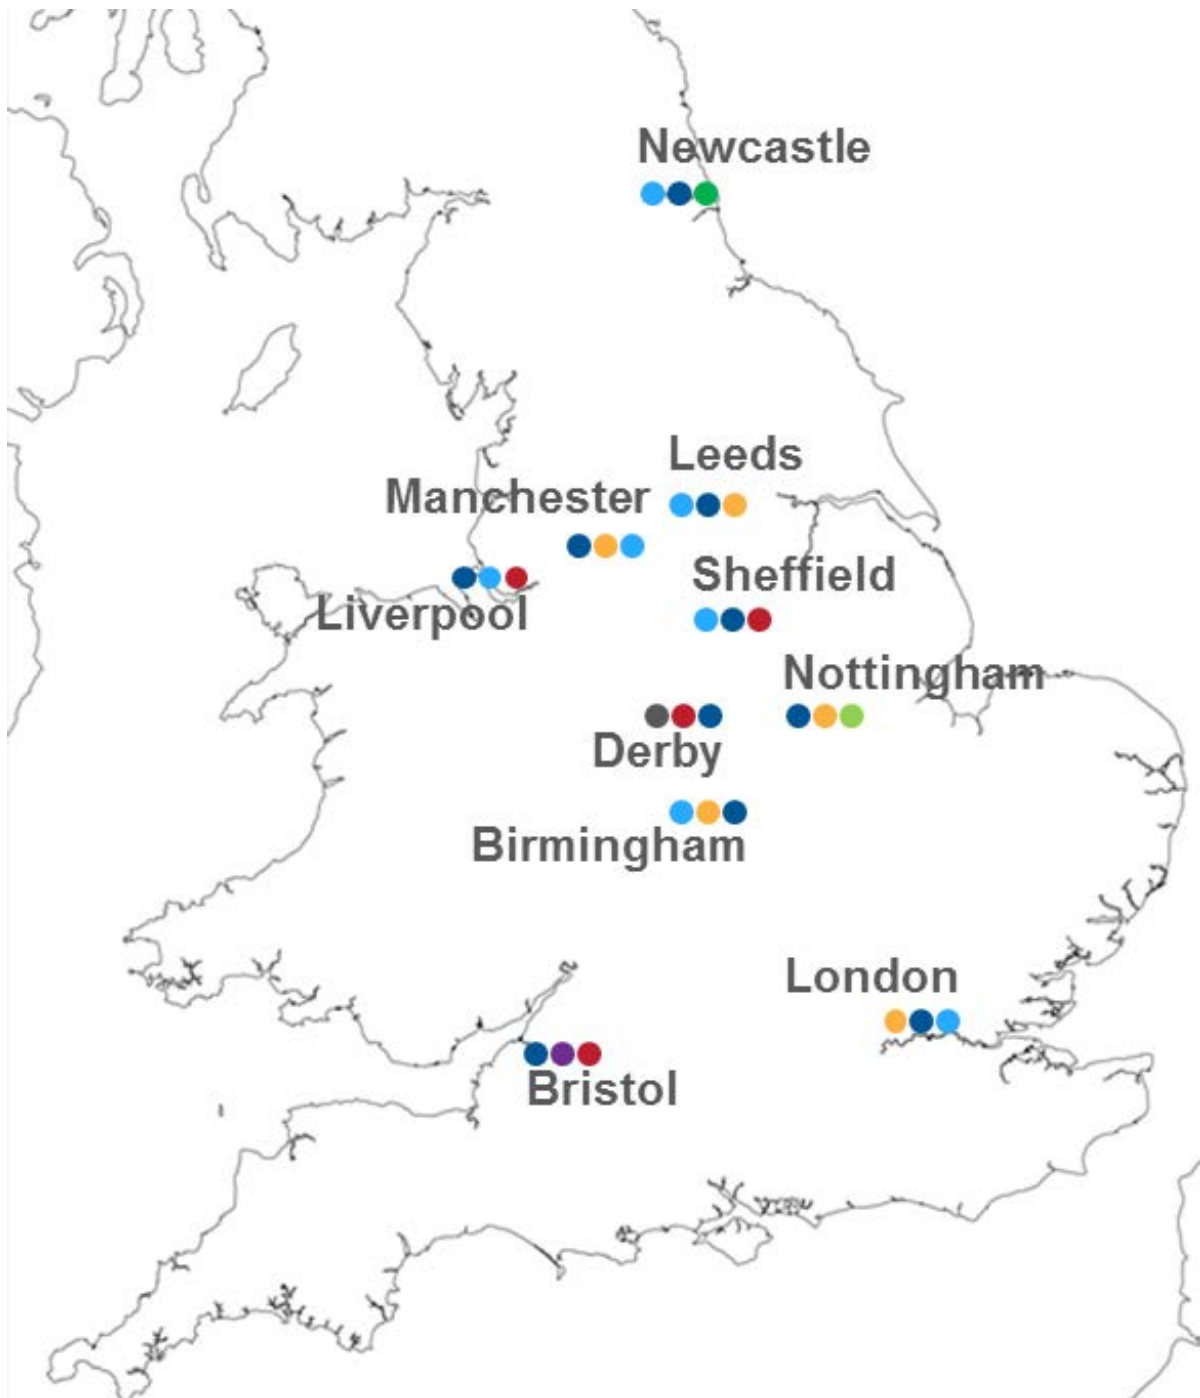 Newcastle
Leeds
Manchester
Sheffield
Liverpool
Nottingham
Derby
Birmingham
London
Bristol